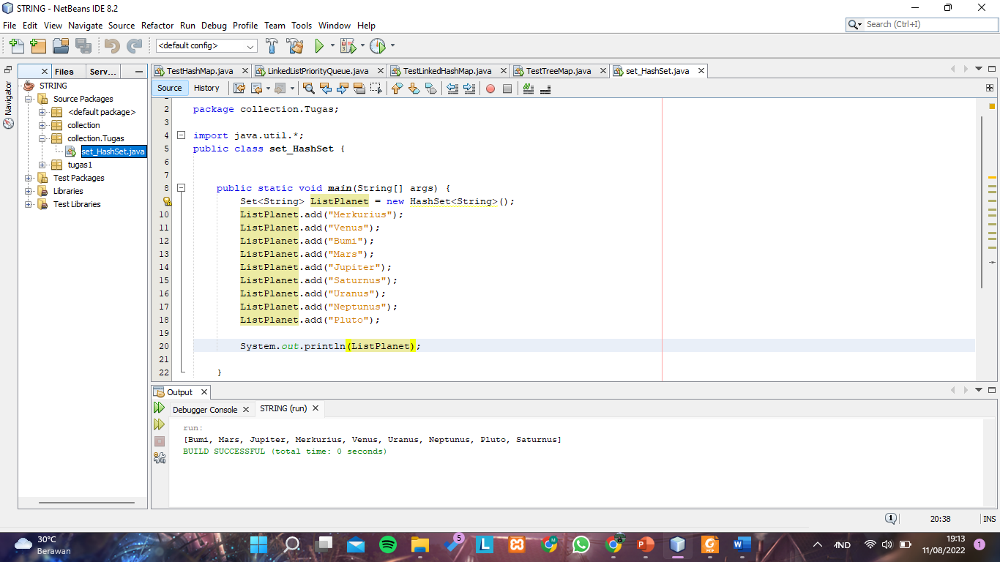 STRING - NetBeans IDE 8.2
File Edit View Navigate Source Refactor Run Debug Profile Team Tools Window Help
Search (Ctrl+I)
<default config>
Files Serv...
TestHashMap.java LinkedListPriorityQueue.java TestLinkedHashMap.java TestTreeMap.java set_HashSet.java
Navigator
STRING
Source Packages
<default package>
collection
collection.Tugas
set_HashSet.java
tugas1
Test Packages
Libraries
Test Libraries
Source History
2 package collection.Tugas;
3
4 import java.util.*;
5 public class set_HashSet {
6
7
8 public static void main(String[] args) {
Set<String> ListPlanet = new HashSet<String>();
10 ListPlanet.add("Merkurius");
11 ListPlanet.add("Venus");
12 ListPlanet.add("Bumi");
13 ListPlanet.add("Mars");
14 ListPlanet.add("Jupiter");
15 ListPlanet.add("Saturnus");
16 ListPlanet.add("Uranus");
17 ListPlanet.add("Neptunus");
18 ListPlanet.add("Pluto");
19
20 System.out.println(ListPlanet);
21
22 }
Output
Debugger Console STRING (run)
run:
[Bumi, Mars, Jupiter, Merkurius, Venus, Uranus, Neptunus, Pluto, Saturnus]
BUILD SUCCESSFUL (total time: 0 seconds)
1 20:38 INS
30°C
Berawan
5
L
M
P
PDF
W
IND
19:13
11/08/2022
1